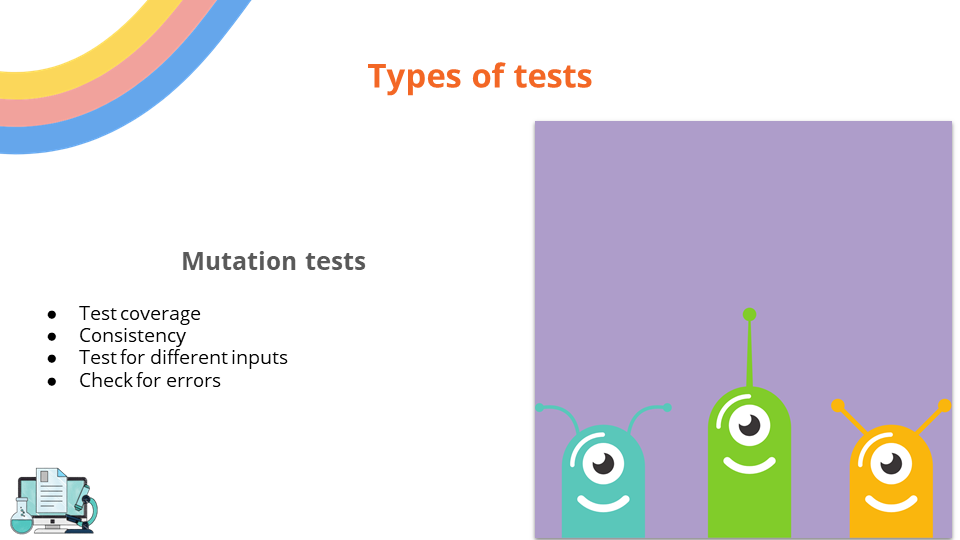 Types of tests
Mutation tests
● Test coverage
● Consistency
● Test for different inputs
● Check for errors